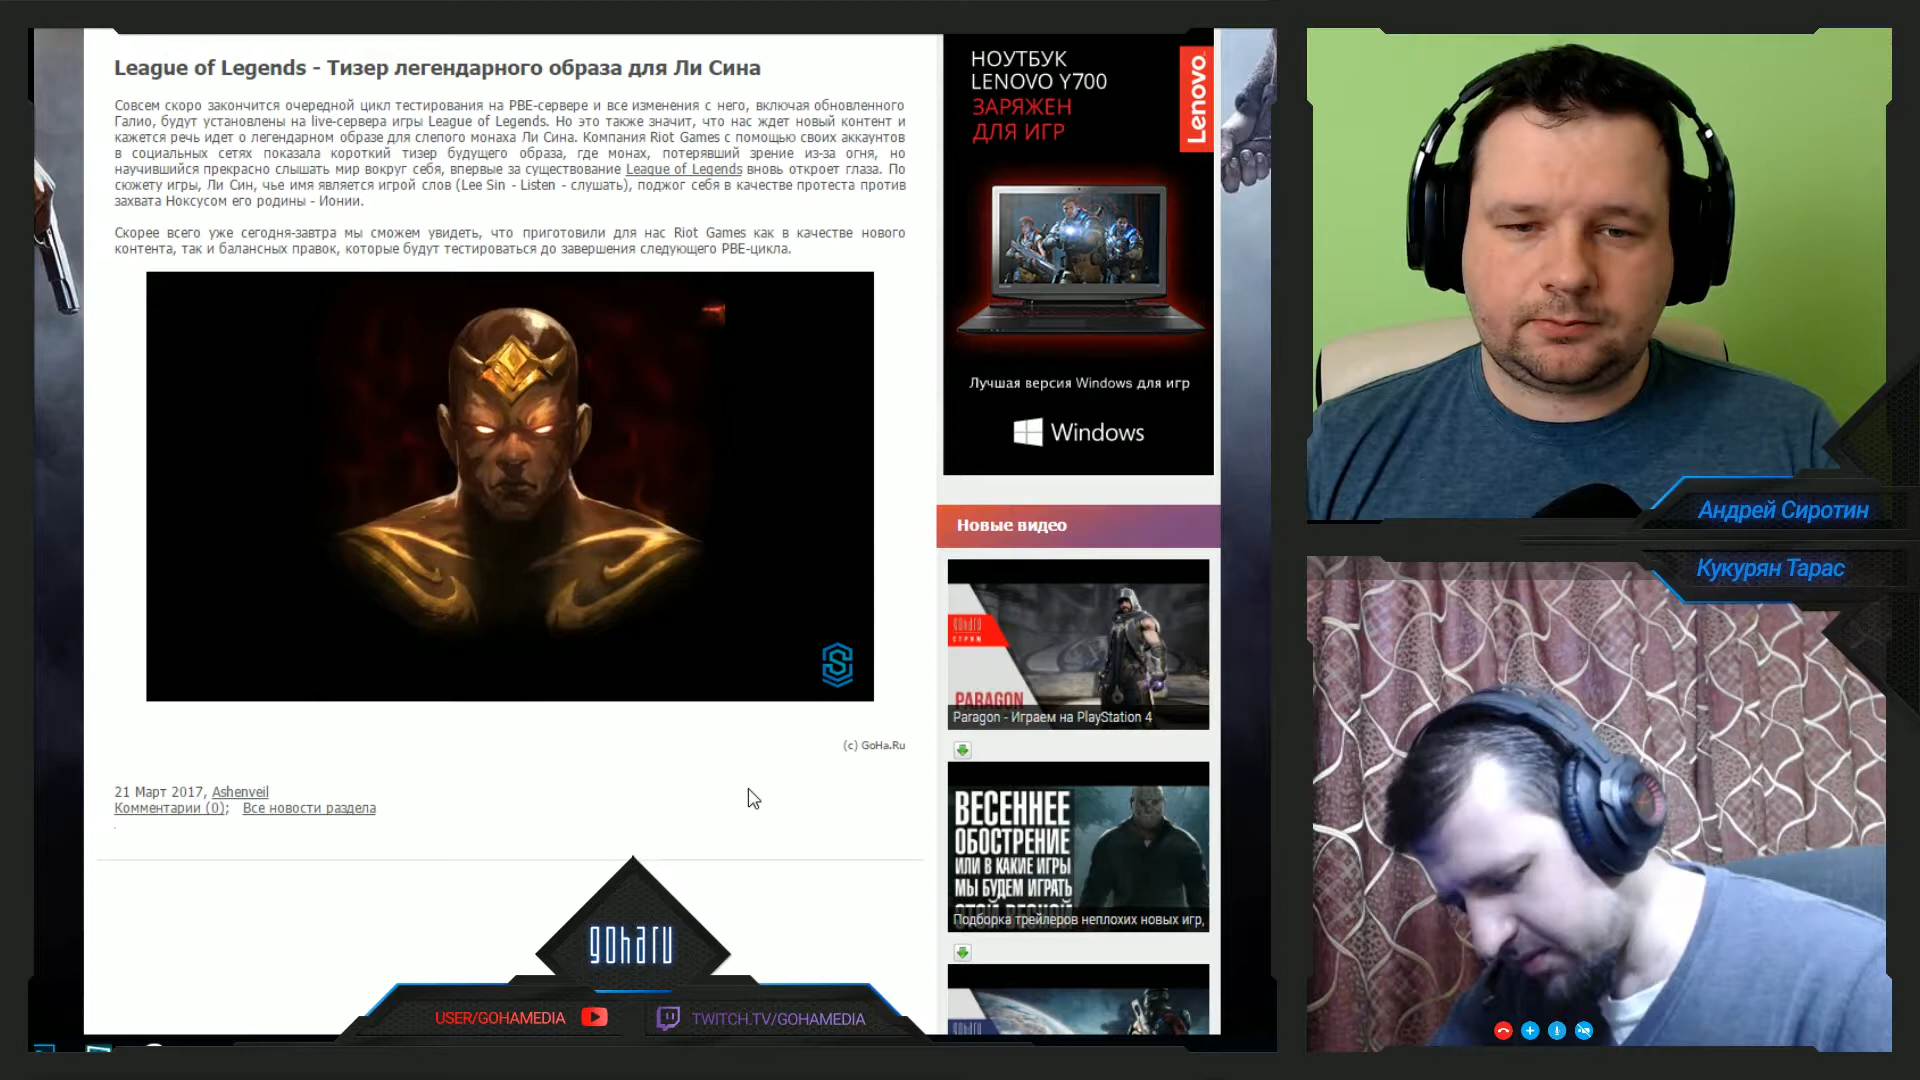 League of Legends - Тизер легендарного образа для Ли Сина
Совсем скоро закончится очередной цикл тестирования на PBE-сервере и все изменения с него, включая обновленного
Галио, будут установлены на live-сервера игры League of Legends. Но это также значит, что нас ждет новый контент и
кажется речь идет о легендарном образе для слепого монаха Ли Сина. Компания Riot Games с помощью своих аккаунтов
в социальных сетях показала короткий тизер будущего образа, где монах, потерявший зрение из-за огня, но
научившийся прекрасно слышать мир вокруг себя, впервые за существование League of Legends вновь откроет глаза. По
сюжету игры, Ли Син, чье имя является игрой слов (Lee Sin - Listen - слушать), поджог себя в качестве протеста против
захвата Ноксусом его родины - Ионии.
Скорее всего уже сегодня-завтра мы сможем увидеть, что приготовили для нас Riot Games как в качестве нового
контента, так и балансных правок, которые будут тестироваться до завершения следующего PBE-цикла.
(c) GoHa.Ru
21 Март 2017, Ashenveil
Комментарии (0); Все новости раздела
НОУТБУК
LENOVO Y700
ЗАРЯЖЕН
ДЛЯ ИГР
Lenovo
Лучшая версия Windows для игр
Windows
Новые видео
goharu
СТРИМ
PARAGON
Paragon - Играем на PlayStation 4
ВЕСЕННЕЕ
ОБОСТРЕНИЕ
ИЛИ В КАКИЕ ИГРЫ
МЫ БУДЕМ ИГРАТЬ
ЭТОЙ ВЕСНОЙ
Подборка трейлеров неплохих новых игр,
goharu
USER/GOHAMEDIA
TWITCH.TV/GOHAMEDIA
Андрей Сиротин
Кукурян Тарас